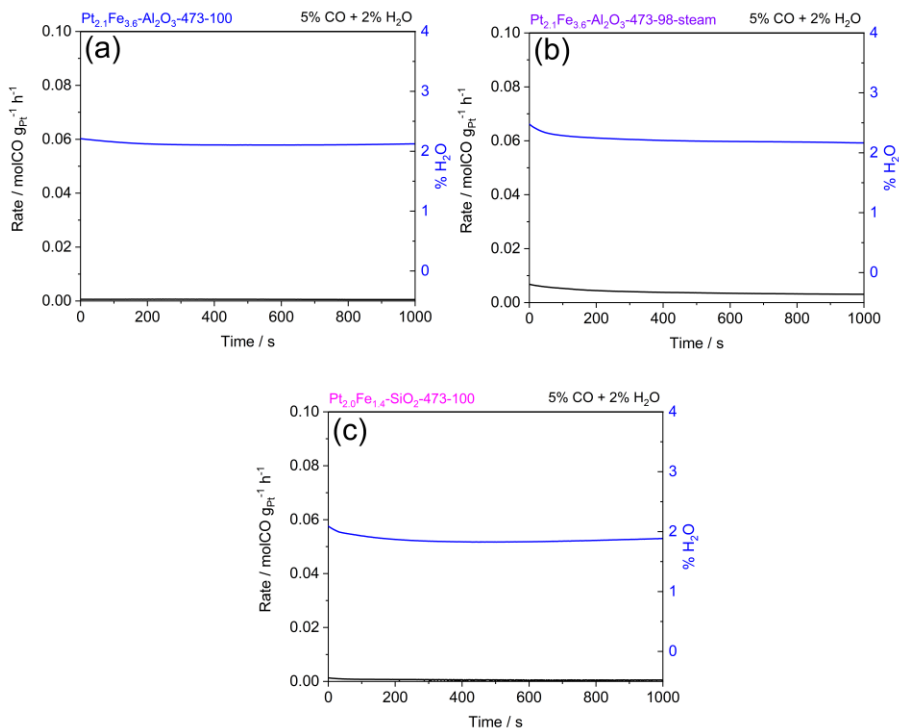 Pt2.1Fe3.6-Al2O3-473-100 5% CO + 2% H2O
(a)
Rate / molCO gPt-1 h-1
0.10
0.08
0.06
0.04
0.02
0.00
4
3
2
1
0
% H2O
0 200 400 600 800 1000
Time / s
Pt2.1Fe3.6-Al2O3-473-98-steam 5% CO + 2% H2O
(b)
Rate / molCO gPt-1 h-1
0.10
0.08
0.06
0.04
0.02
0.00
4
3
2
1
0
% H2O
0 200 400 600 800 1000
Time / s
Pt2.0Fe1.4-SiO2-473-100 5% CO + 2% H2O
(c)
Rate / molCO gPt-1 h-1
0.10
0.08
0.06
0.04
0.02
0.00
4
3
2
1
0
% H2O
0 200 400 600 800 1000
Time / s